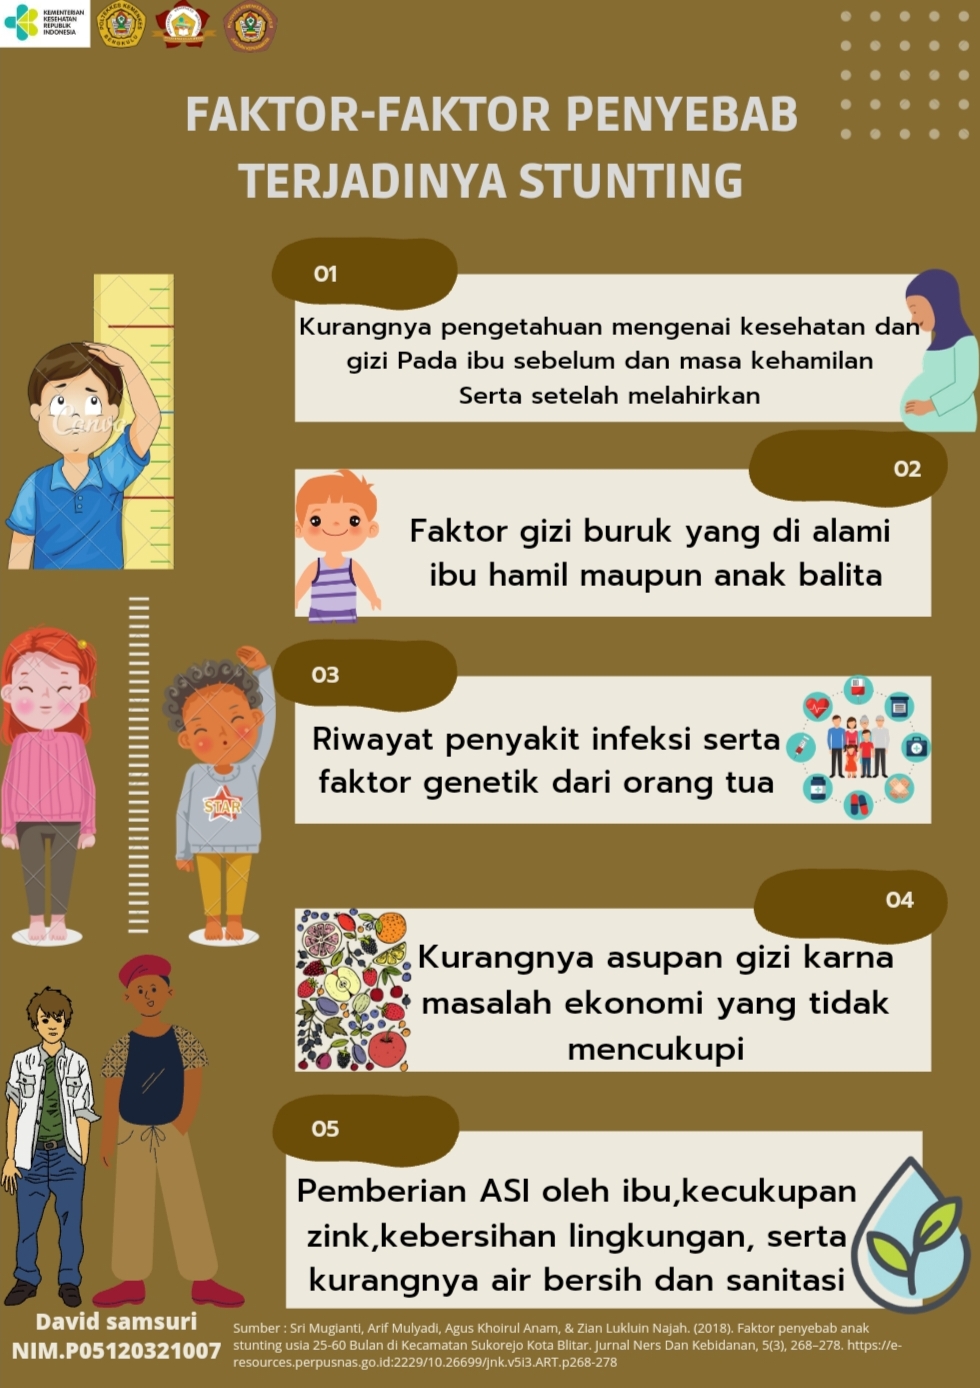 KEMENTERIAN
KESEHATAN
REPUBLIK
INDONESIA
FAKTOR-FAKTOR PENYEBAB
TERJADINYA STUNTING
01
Kurangnya pengetahuan mengenai kesehatan dan
gizi Pada ibu sebelum dan masa kehamilan
Serta setelah melahirkan
Canva
02
Faktor gizi buruk yang di alami
ibu hamil maupun anak balita
03
Riwayat penyakit infeksi serta
faktor genetik dari orang tua
STAR
04
Kurangnya asupan gizi karna
masalah ekonomi yang tidak
mencukupi
05
Pemberian ASI oleh ibu,kecukupan
zink,kebersihan lingkungan, serta
kurangnya air bersih dan sanitasi
David samsuri
NIM.P05120321007
Sumber : Sri Mugianti, Arif Mulyadi, Agus Khoirul Anam, & Zian Lukluin Najah. (2018). Faktor penyebab anak
stunting usia 25-60 Bulan di Kecamatan Sukorejo Kota Blitar. Jurnal Ners Dan Kebidanan, 5(3), 268–278. https://e-
resources.perpusnas.go.id:2229/10.26699/jnk.v5i3.ART.p268-278